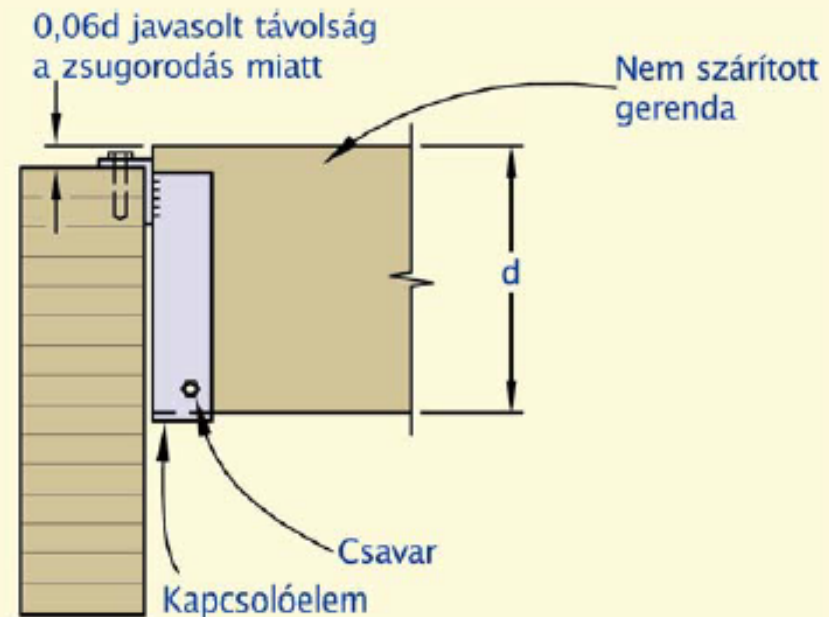 0,06d javasolt távolság
a zsugorodás miatt
Nem szárított
gerenda
d
Csavar
Kapcsolóelem